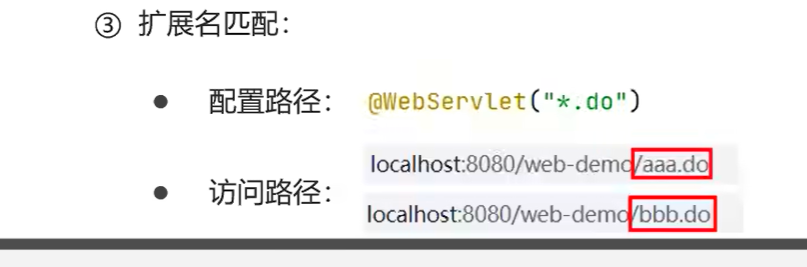 ③ 扩展名匹配：
● 配置路径： @WebServlet("*.do")
● 访问路径： localhost:8080/web-demo/aaa.do
localhost:8080/web-demo/bbb.do